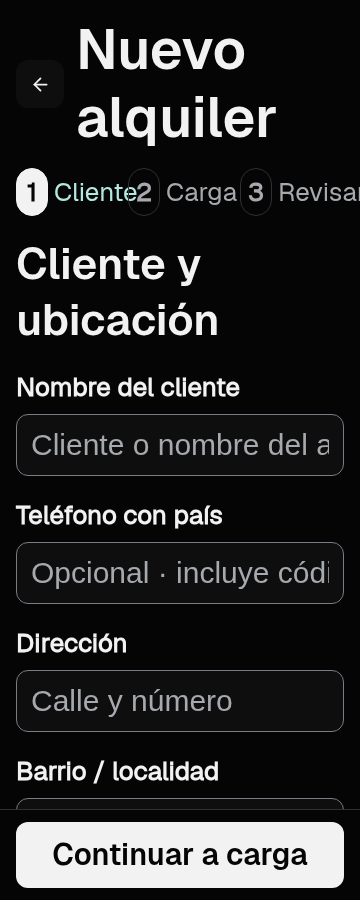 ←
Nuevo
alquiler
1 Cliente 2 Carga 3 Revisar
Cliente y
ubicación
Nombre del cliente
Cliente o nombre del a
Teléfono con país
Opcional · incluye códi
Dirección
Calle y número
Barrio / localidad
Continuar a carga